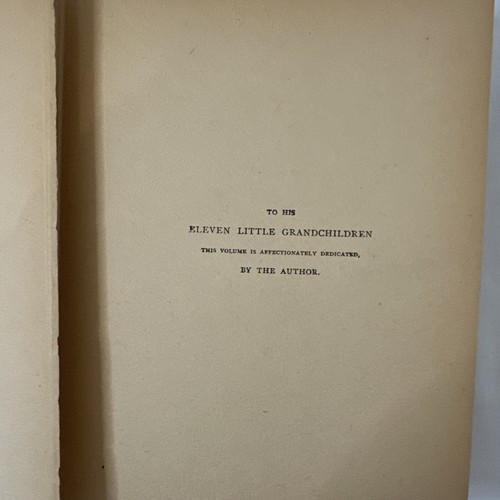 TO HIS
ELEVEN LITTLE GRANDCHILDREN
THIS VOLUME IS AFFECTIONATELY DEDICATED,
BY THE AUTHOR.